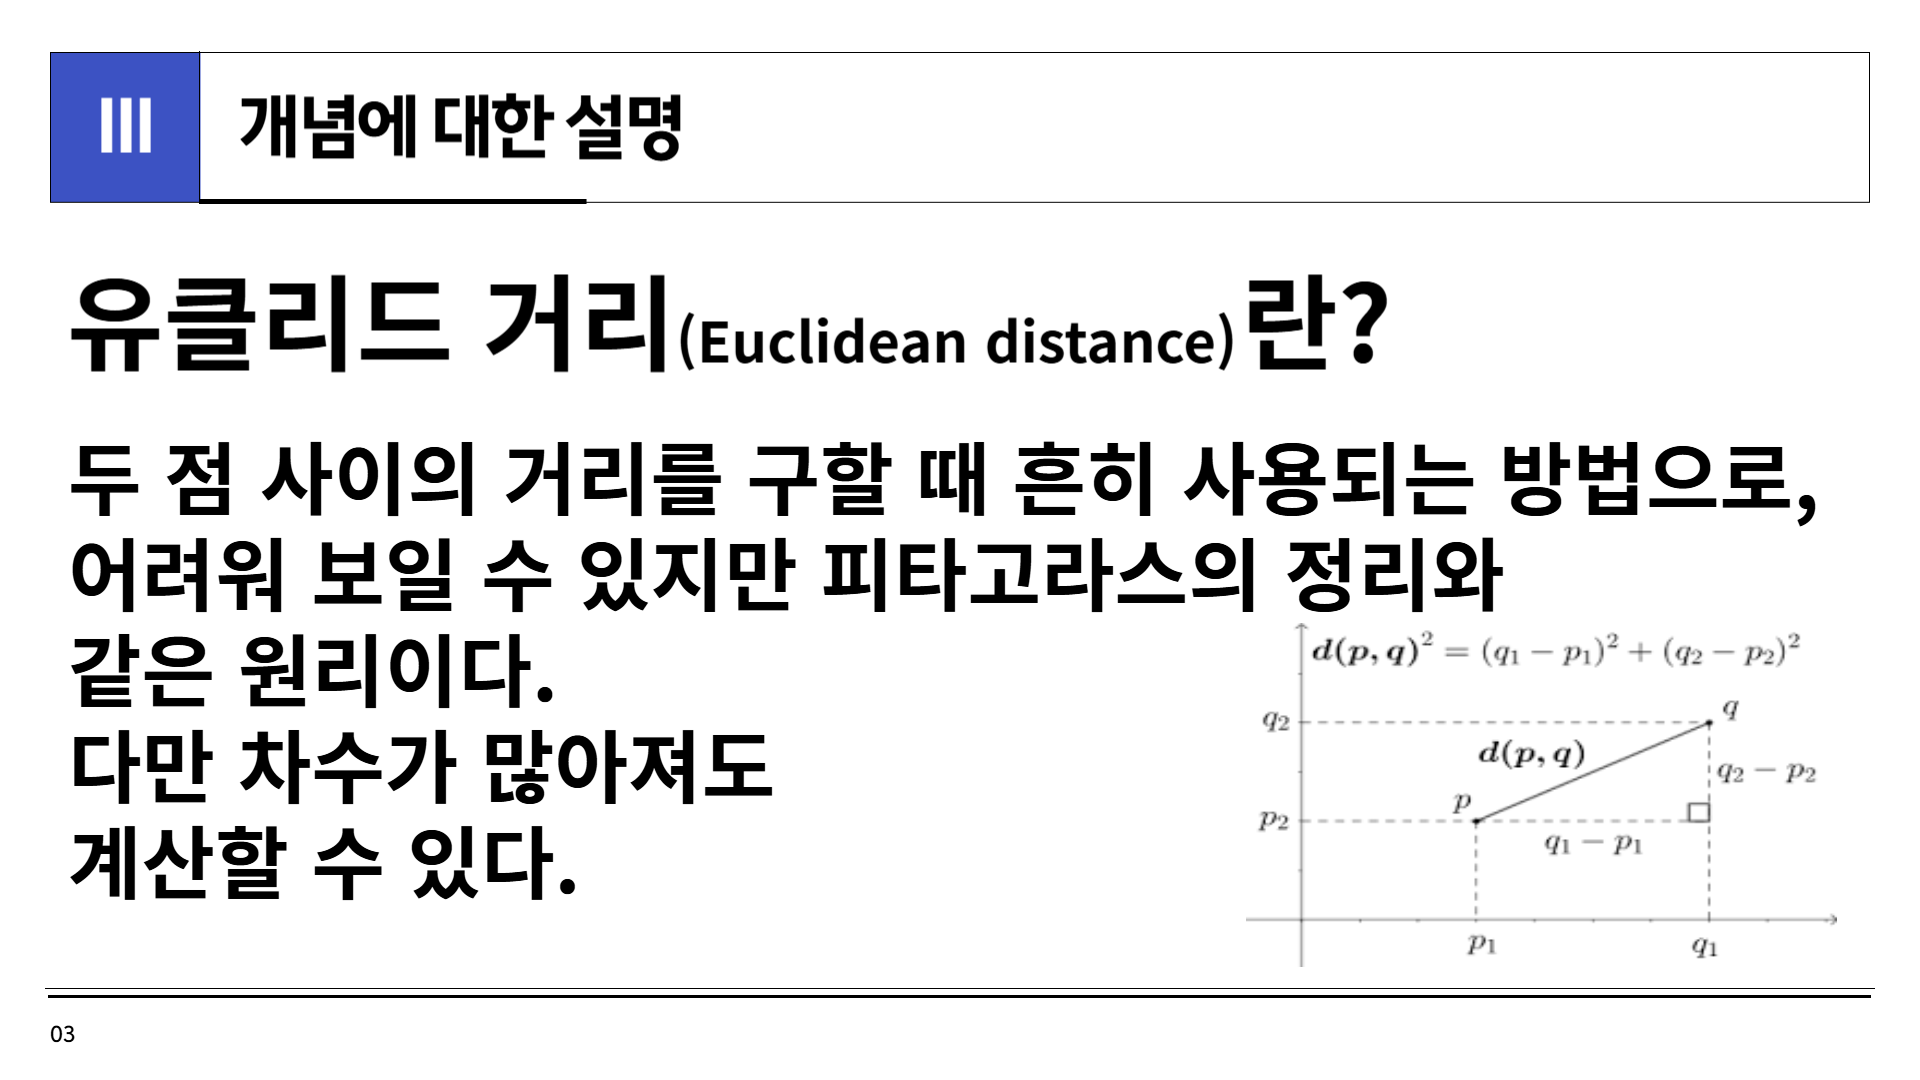 III
개념에 대한 설명
유클리드 거리(Euclidean distance)란?
두 점 사이의 거리를 구할 때 흔히 사용되는 방법으로,
어려워 보일 수 있지만 피타고라스의 정리와
같은 원리이다.
다만 차수가 많아져도
계산할 수 있다.
d(p, q)² = (q₁ − p₁)² + (q₂ − p₂)²
q
q₂
d(p, q)
q₂ − p₂
p
p₂
q₁ − p₁
p₁
q₁
03